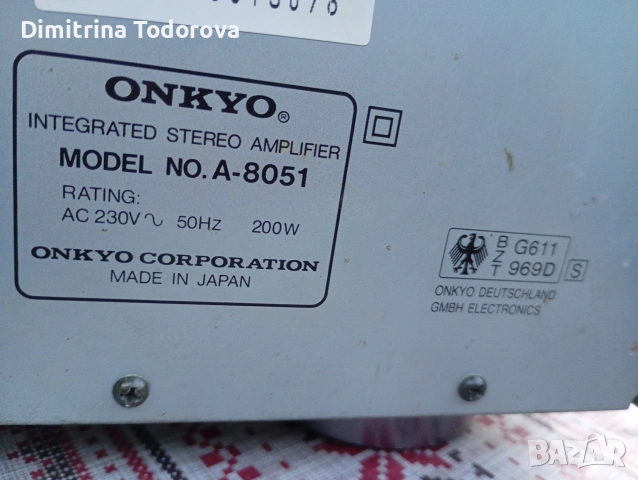 Dimitrina Todorova
ONKYO®
INTEGRATED STEREO AMPLIFIER
MODEL NO. A-8051
RATING:
AC 230V ~ 50HZ 200W
ONKYO CORPORATION
MADE IN JAPAN
B G611
Z
T 969D S
ONKYO DEUTSCHLAND
GMBH ELECTRONICS
BAZAR